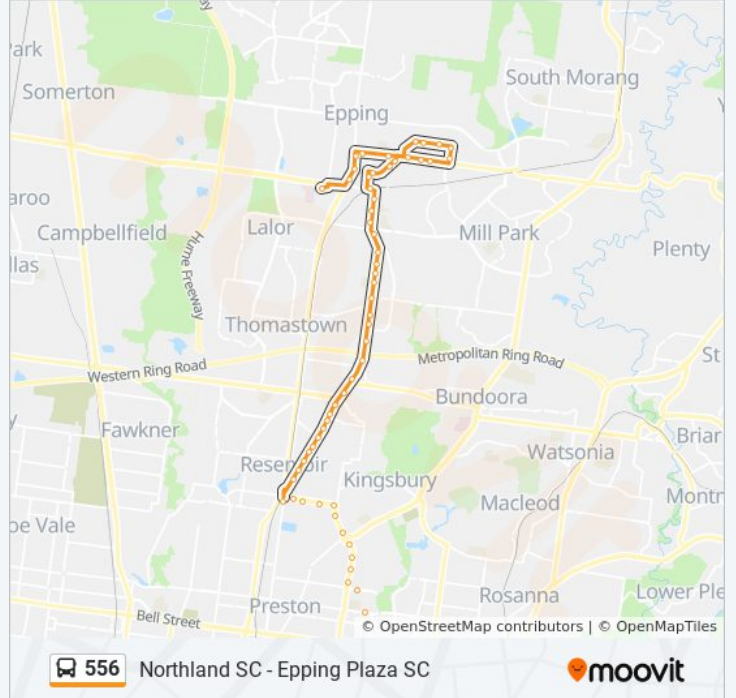 ark
Somerton
South Morang
Epping
aroo
Campbellfield
Lalor
Mill Park
llas
Plenty
Hume Freeway
Thomastown
Western Ring Road
Metropolitan Ring Road
St
Bundoora
Fawkner
Briar
Watsonia
Reservoir
Kingsbury
Macleod
Montr
oe Vale
Rosanna
Lower Ple
Preston
Bell Street
© OpenStreetMap contributors | © OpenMapTiles
556 Northland SC - Epping Plaza SC
moovit